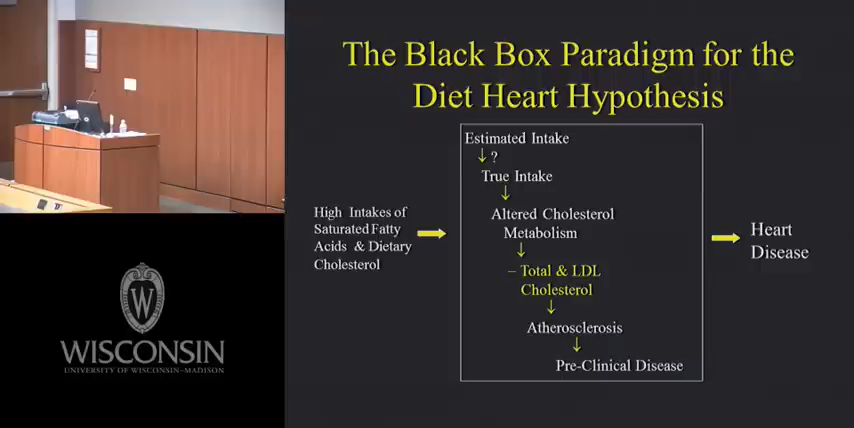 The Black Box Paradigm for the
Diet Heart Hypothesis
High Intakes of
Saturated Fatty
Acids & Dietary
Cholesterol
Estimated Intake
?
True Intake
Altered Cholesterol
Metabolism
– Total & LDL
Cholesterol
Atherosclerosis
Pre-Clinical Disease
Heart
Disease
W
WISCONSIN
UNIVERSITY OF WISCONSIN–MADISON